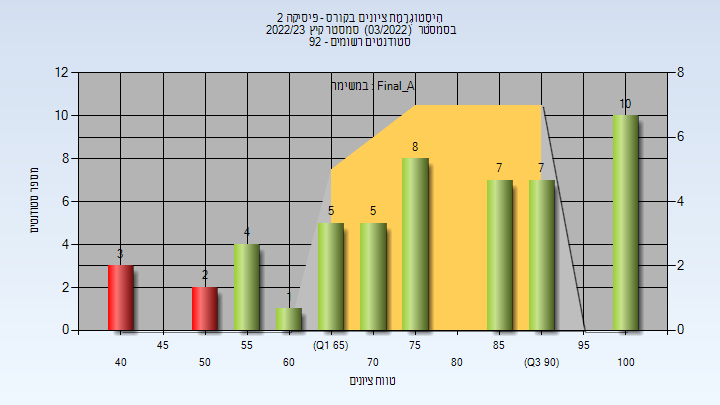 היסטוגרמת ציונים בקורס - פיסיקה 2
בסמסטר (03/2022) סמסטר קיץ 2022/23
סטודנטים רשומים - 92
במשימה : Final_A
12 10 8 6 4 2 0
מספר סטודנטים
8 6 4 2 0
3 2 4 1 5 5 8 7 7 10
45 55 (Q1 65) 75 85 95
40 50 60 70 80 (Q3 90) 100
טווח ציונים